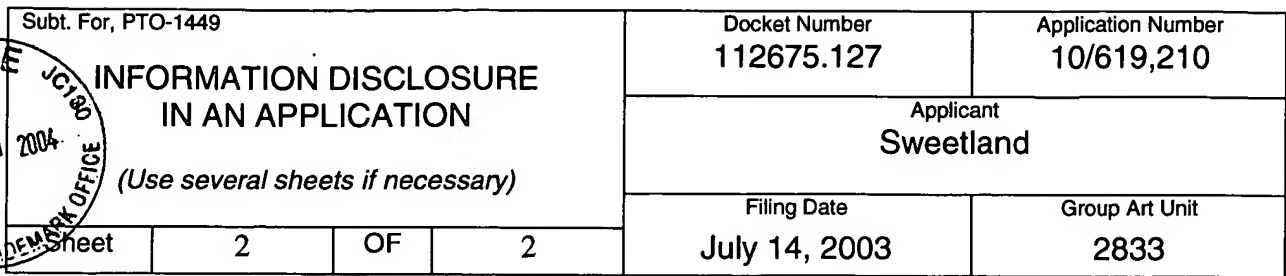 Subt. For, PTO-1449
INFORMATION DISCLOSURE
IN AN APPLICATION
(Use several sheets if necessary)
Sheet 2 OF 2
Docket Number
112675.127
Application Number
10/619,210
Applicant
Sweetland
Filing Date
July 14, 2003
Group Art Unit
2833
JC180
2004
OFFICE